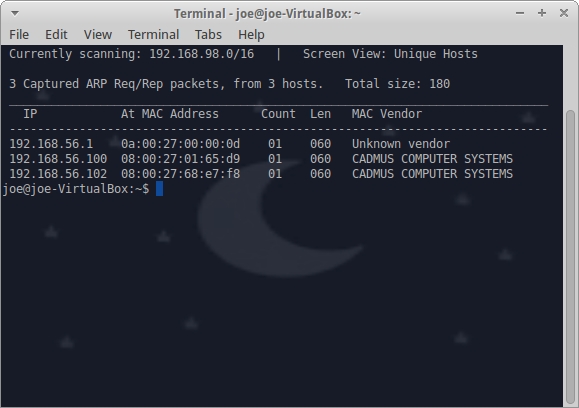 Terminal - joe@joe-VirtualBox: ~
File Edit View Terminal Tabs Help
Currently scanning: 192.168.98.0/16 | Screen View: Unique Hosts
3 Captured ARP Req/Rep packets, from 3 hosts. Total size: 180
_____________________________________________________________________________
IP At MAC Address Count Len MAC Vendor
-----------------------------------------------------------------------------
192.168.56.1 0a:00:27:00:00:0d 01 060 Unknown vendor
192.168.56.100 08:00:27:01:65:d9 01 060 CADMUS COMPUTER SYSTEMS
192.168.56.102 08:00:27:68:e7:f8 01 060 CADMUS COMPUTER SYSTEMS
joe@joe-VirtualBox:~$